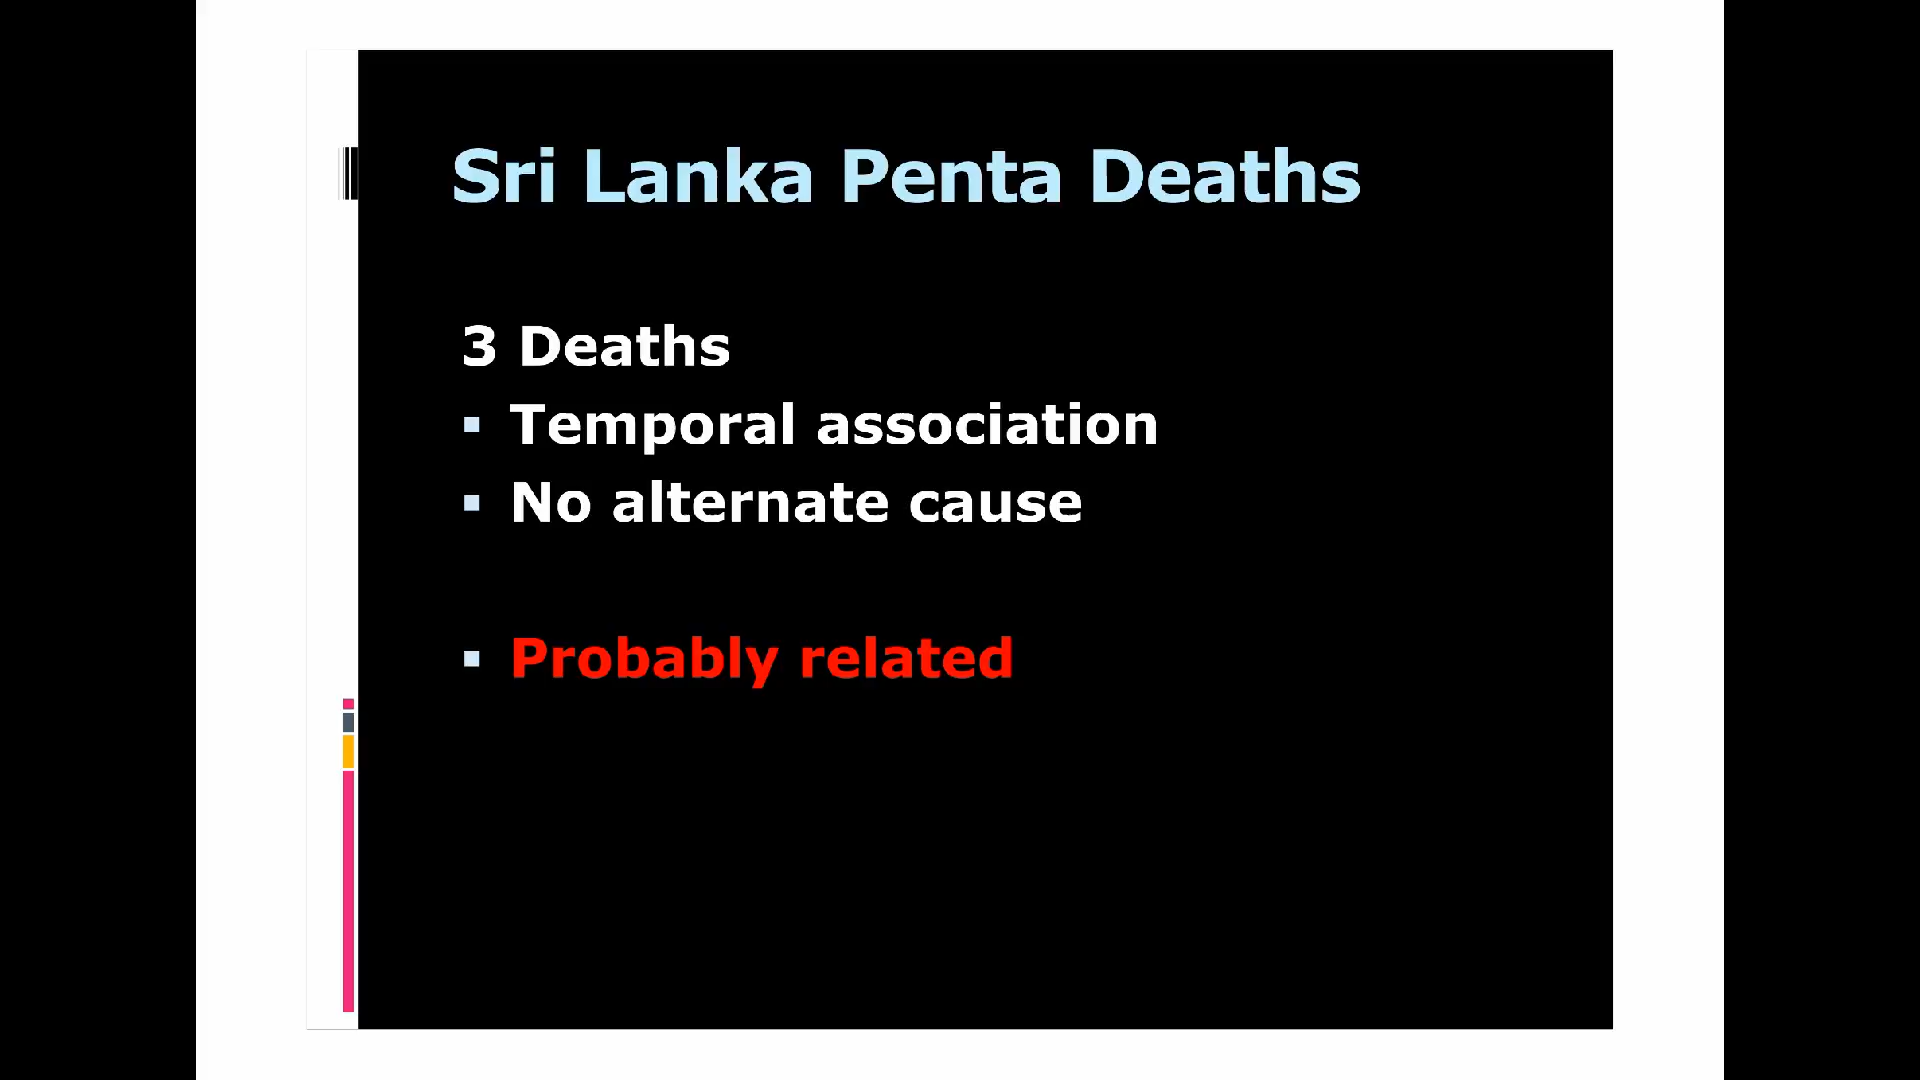 Sri Lanka Penta Deaths
3 Deaths
▪ Temporal association
▪ No alternate cause
▪ Probably related